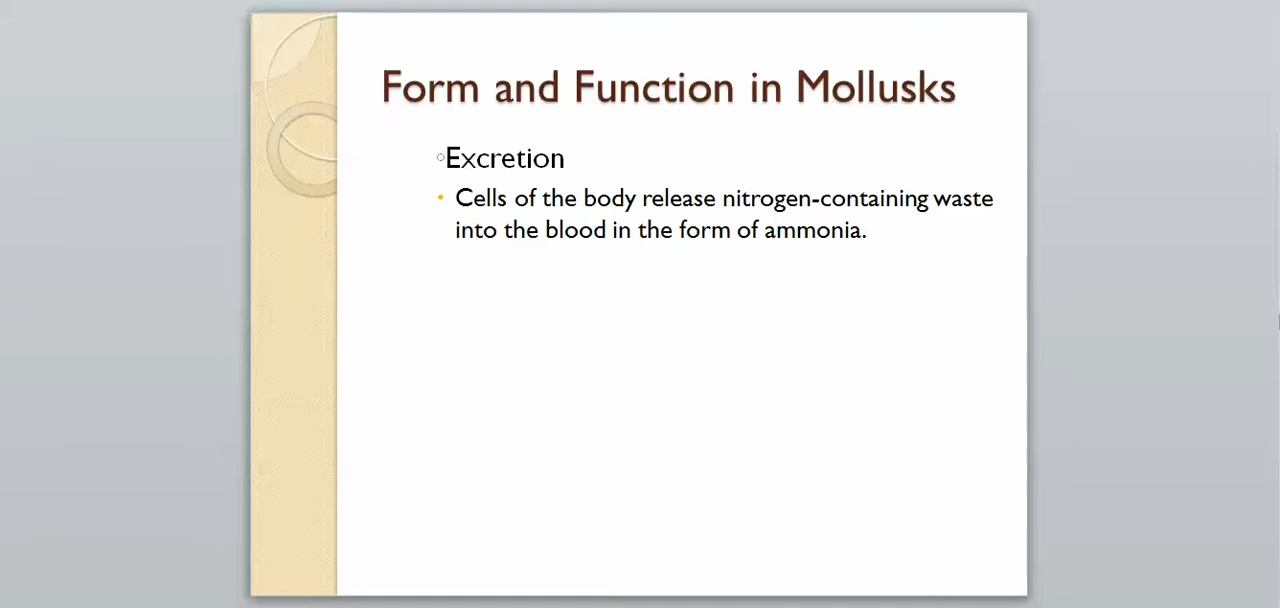 Form and Function in Mollusks
◦Excretion
• Cells of the body release nitrogen-containing waste
into the blood in the form of ammonia.